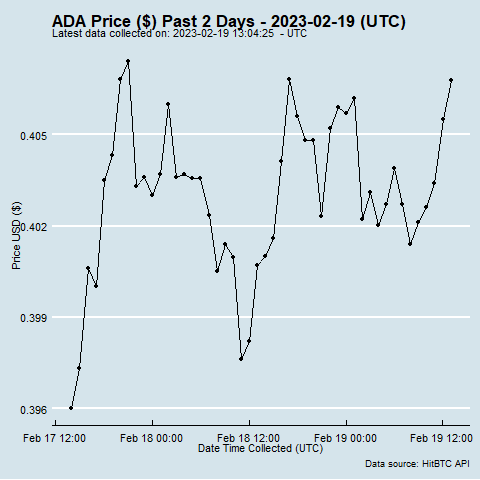 ADA Price ($) Past 2 Days - 2023-02-19 (UTC)
Latest data collected on: 2023-02-19 13:04:25 - UTC
Price USD ($)
0.405
0.402
0.399
0.396
Feb 17 12:00 Feb 18 00:00 Feb 18 12:00 Feb 19 00:00 Feb 19 12:00
Date Time Collected (UTC)
Data source: HitBTC API